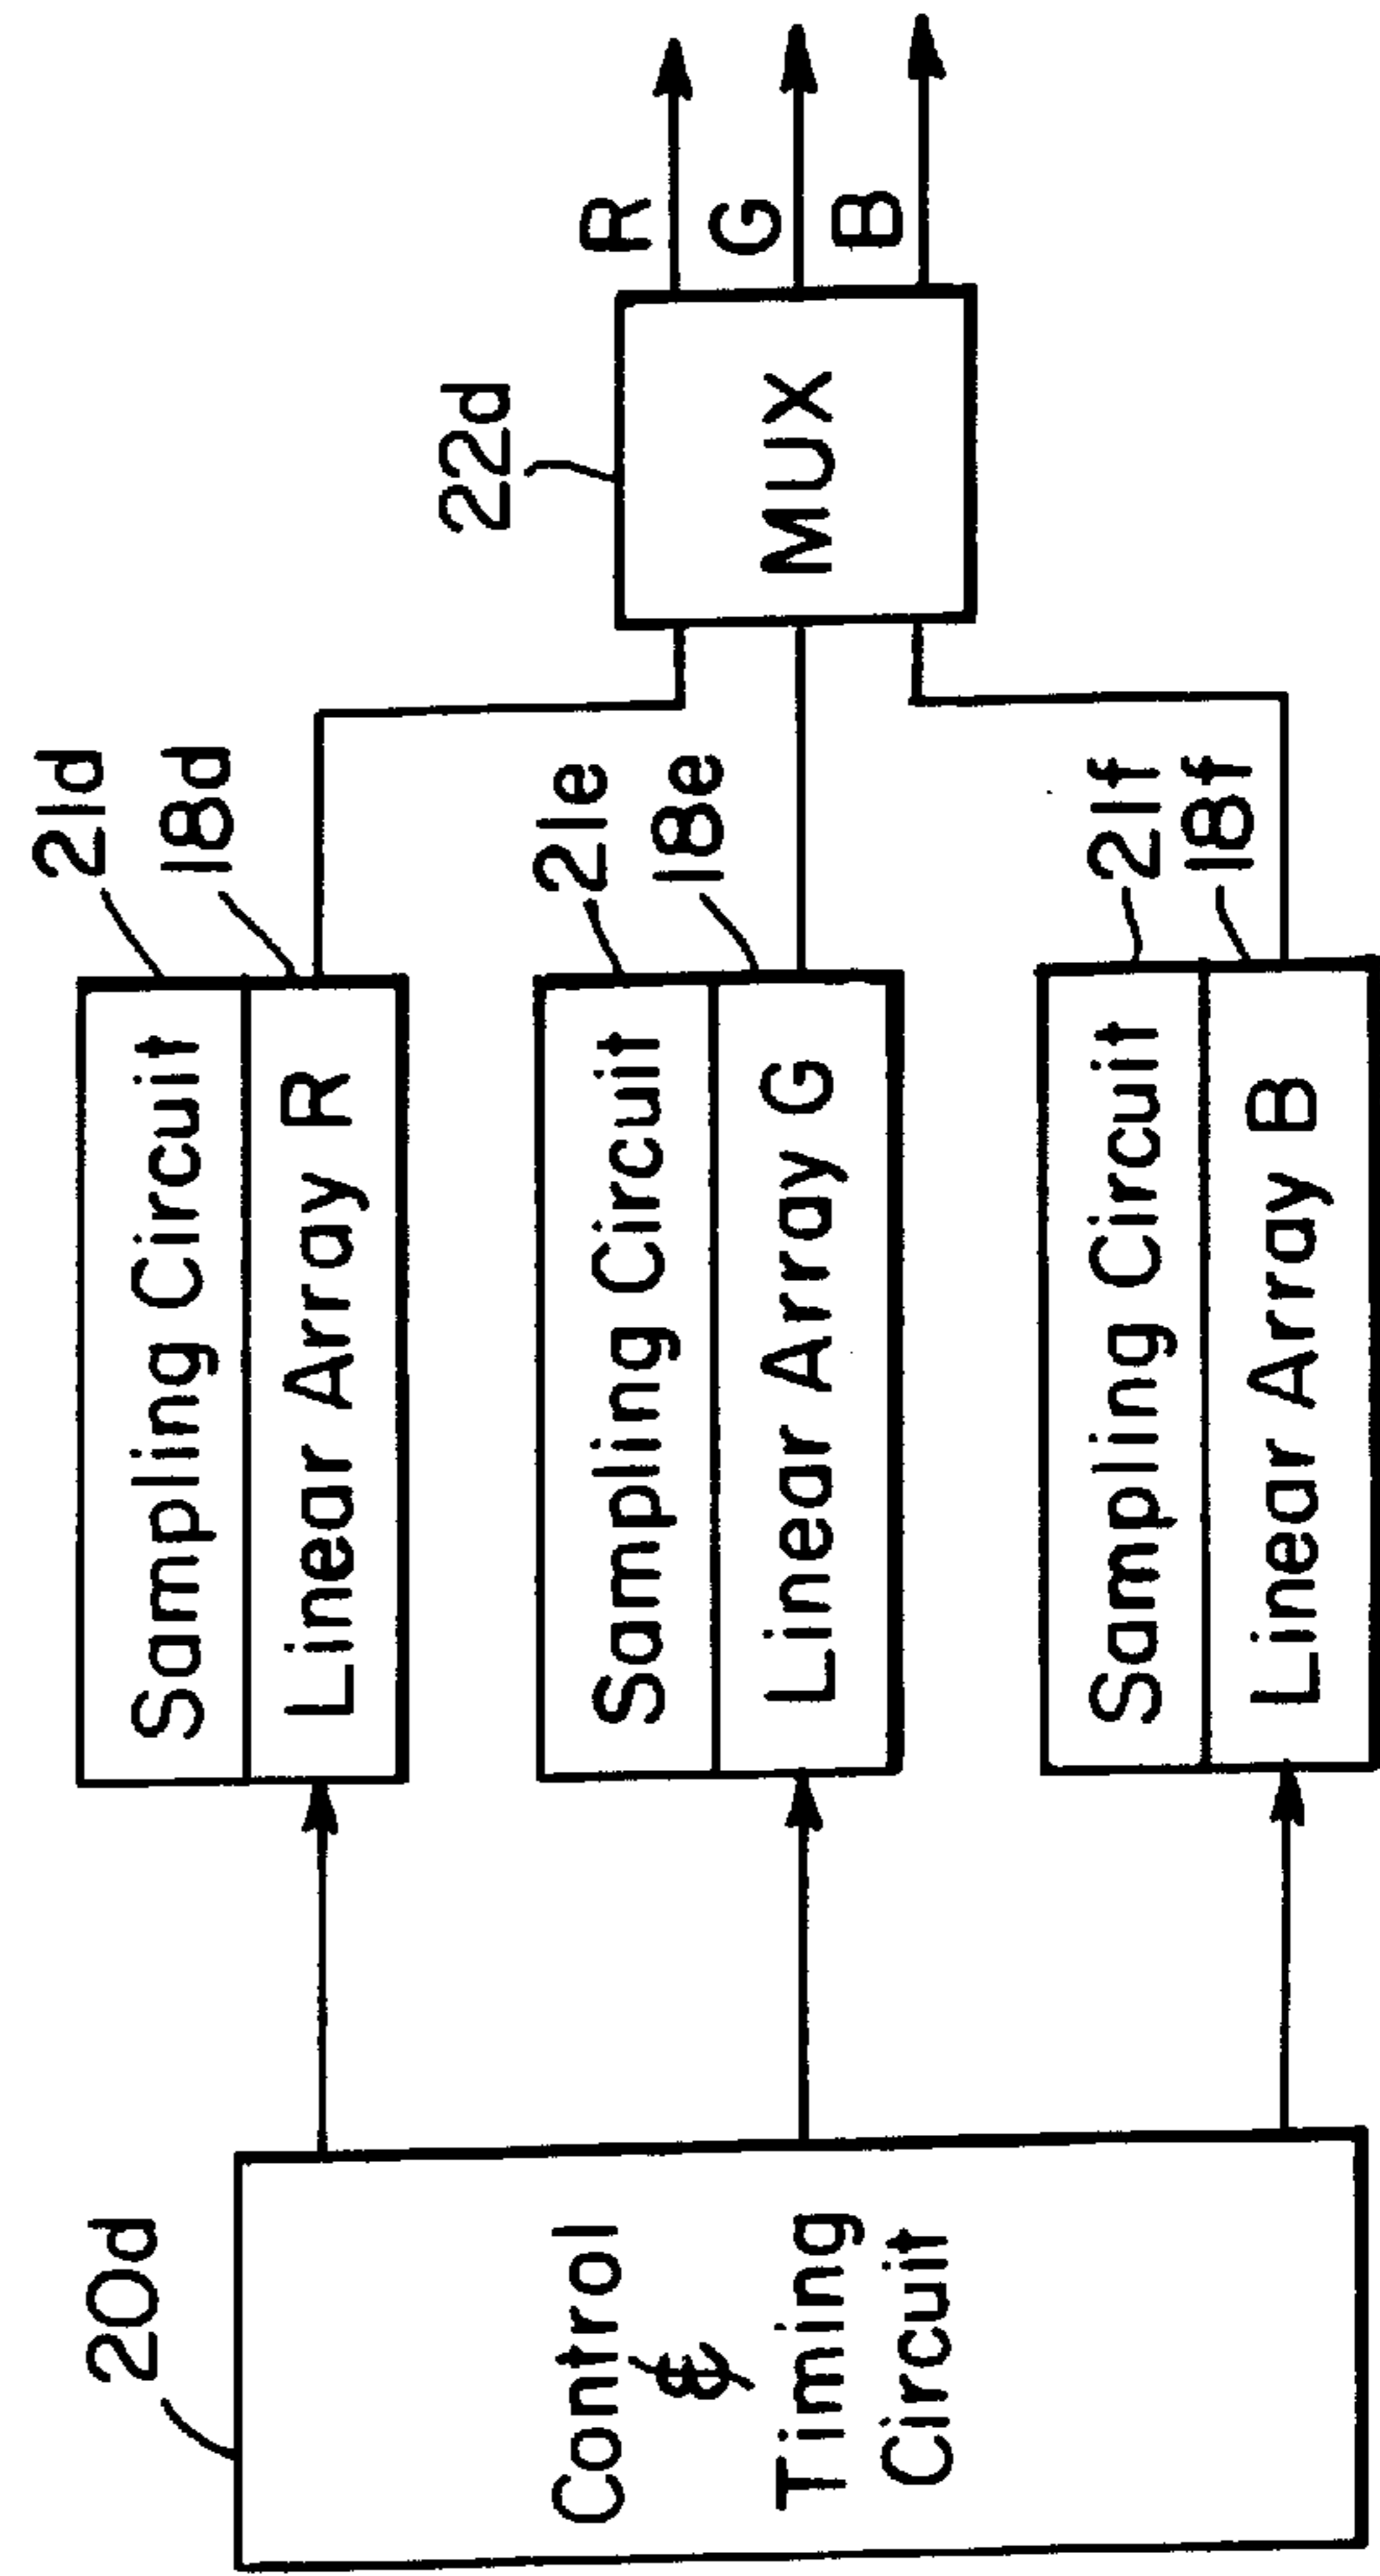 20d
Control
&
Timing
Circuit
21d
18d
Sampling Circuit
Linear Array R
21e
18e
Sampling Circuit
Linear Array G
21f
18f
Sampling Circuit
Linear Array B
22d
MUX
R
G
B